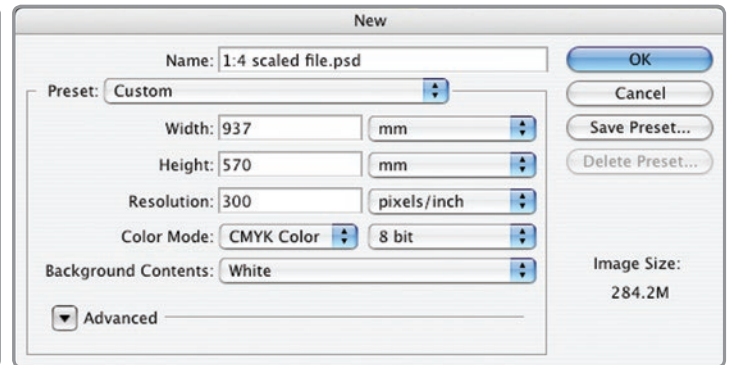 New
Name: 1:4 scaled file.psd
OK
Preset: Custom
Cancel
Width: 937 mm
Save Preset...
Height: 570 mm
Delete Preset...
Resolution: 300 pixels/inch
Color Mode: CMYK Color 8 bit
Background Contents: White
Image Size:
284.2M
Advanced